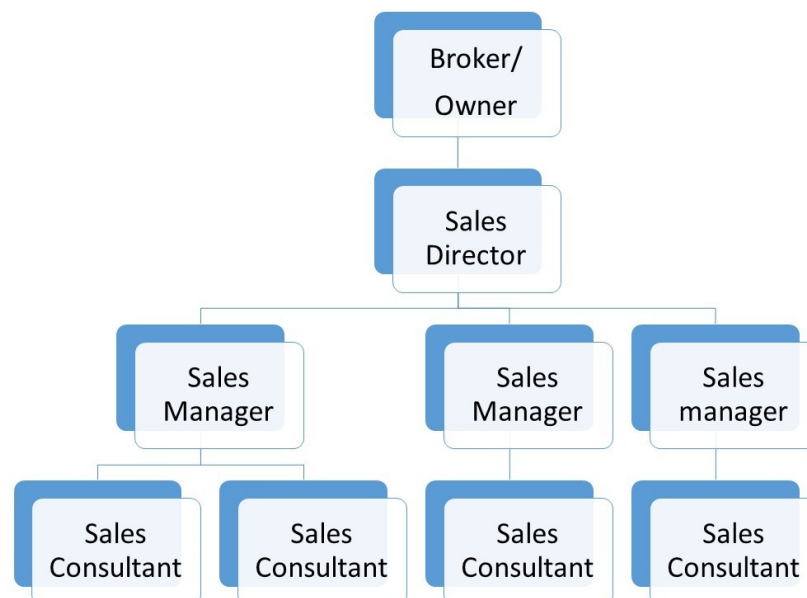 Broker/
Owner
Sales
Director
Sales
Manager
Sales
Manager
Sales
manager
Sales
Consultant
Sales
Consultant
Sales
Consultant
Sales
Consultant